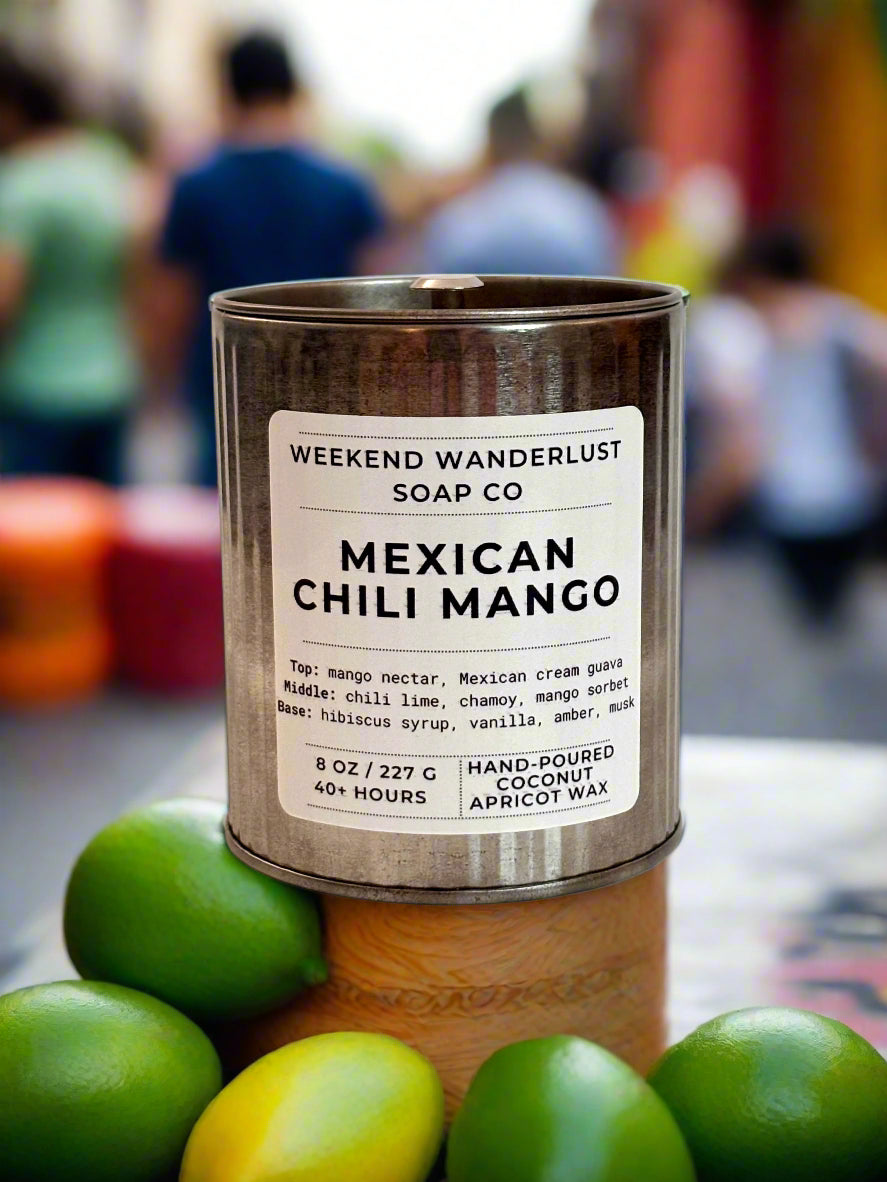 WEEKEND WANDERLUST
SOAP CO
MEXICAN
CHILI MANGO
Top: mango nectar, Mexican cream guava
Middle: chili lime, chamoy, mango sorbet
Base: hibiscus syrup, vanilla, amber, musk
8 OZ / 227 G
40+ HOURS
HAND-POURED
COCONUT
APRICOT WAX